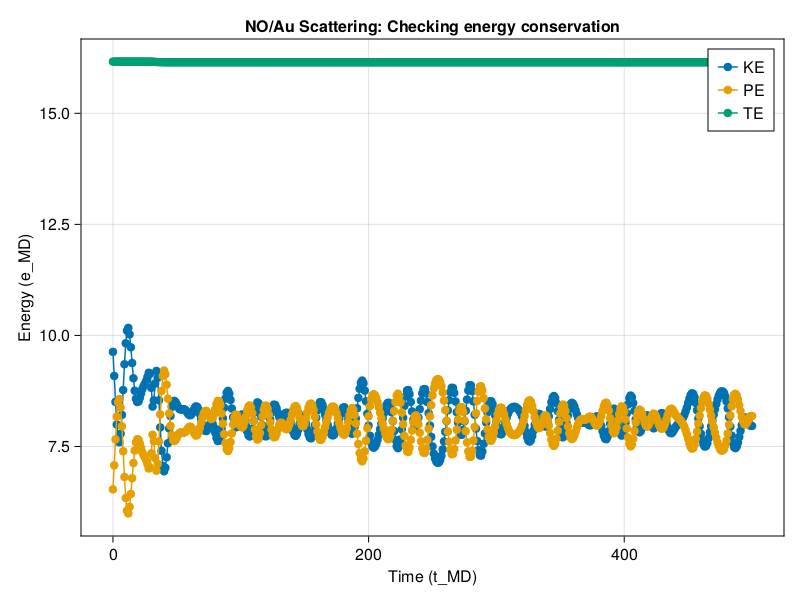 NO/Au Scattering: Checking energy conservation
KE
PE
TE
15.0
12.5
10.0
7.5
Energy (e_MD)
0
200
400
Time (t_MD)